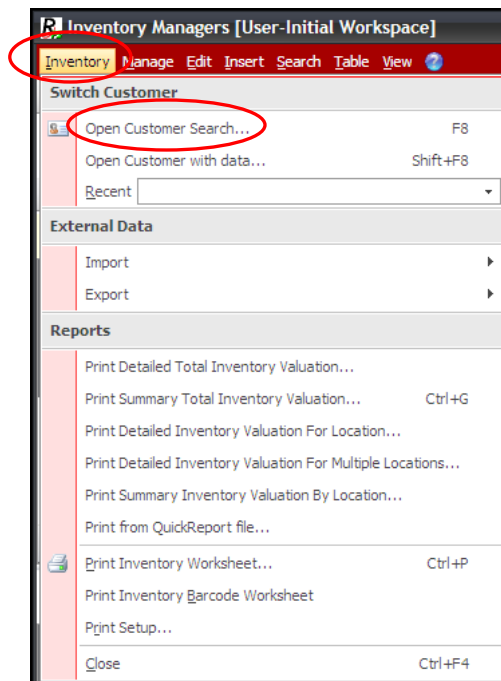 R Inventory Managers [User-Initial Workspace]
Inventory Manage Edit Insert Search Table View ?
Switch Customer
Open Customer Search... F8
Open Customer with data... Shift+F8
Recent
External Data
Import
Export
Reports
Print Detailed Total Inventory Valuation...
Print Summary Total Inventory Valuation... Ctrl+G
Print Detailed Inventory Valuation For Location...
Print Detailed Inventory Valuation For Multiple Locations...
Print Summary Inventory Valuation By Location...
Print from QuickReport file...
Print Inventory Worksheet... Ctrl+P
Print Inventory Barcode Worksheet
Print Setup...
Close Ctrl+F4